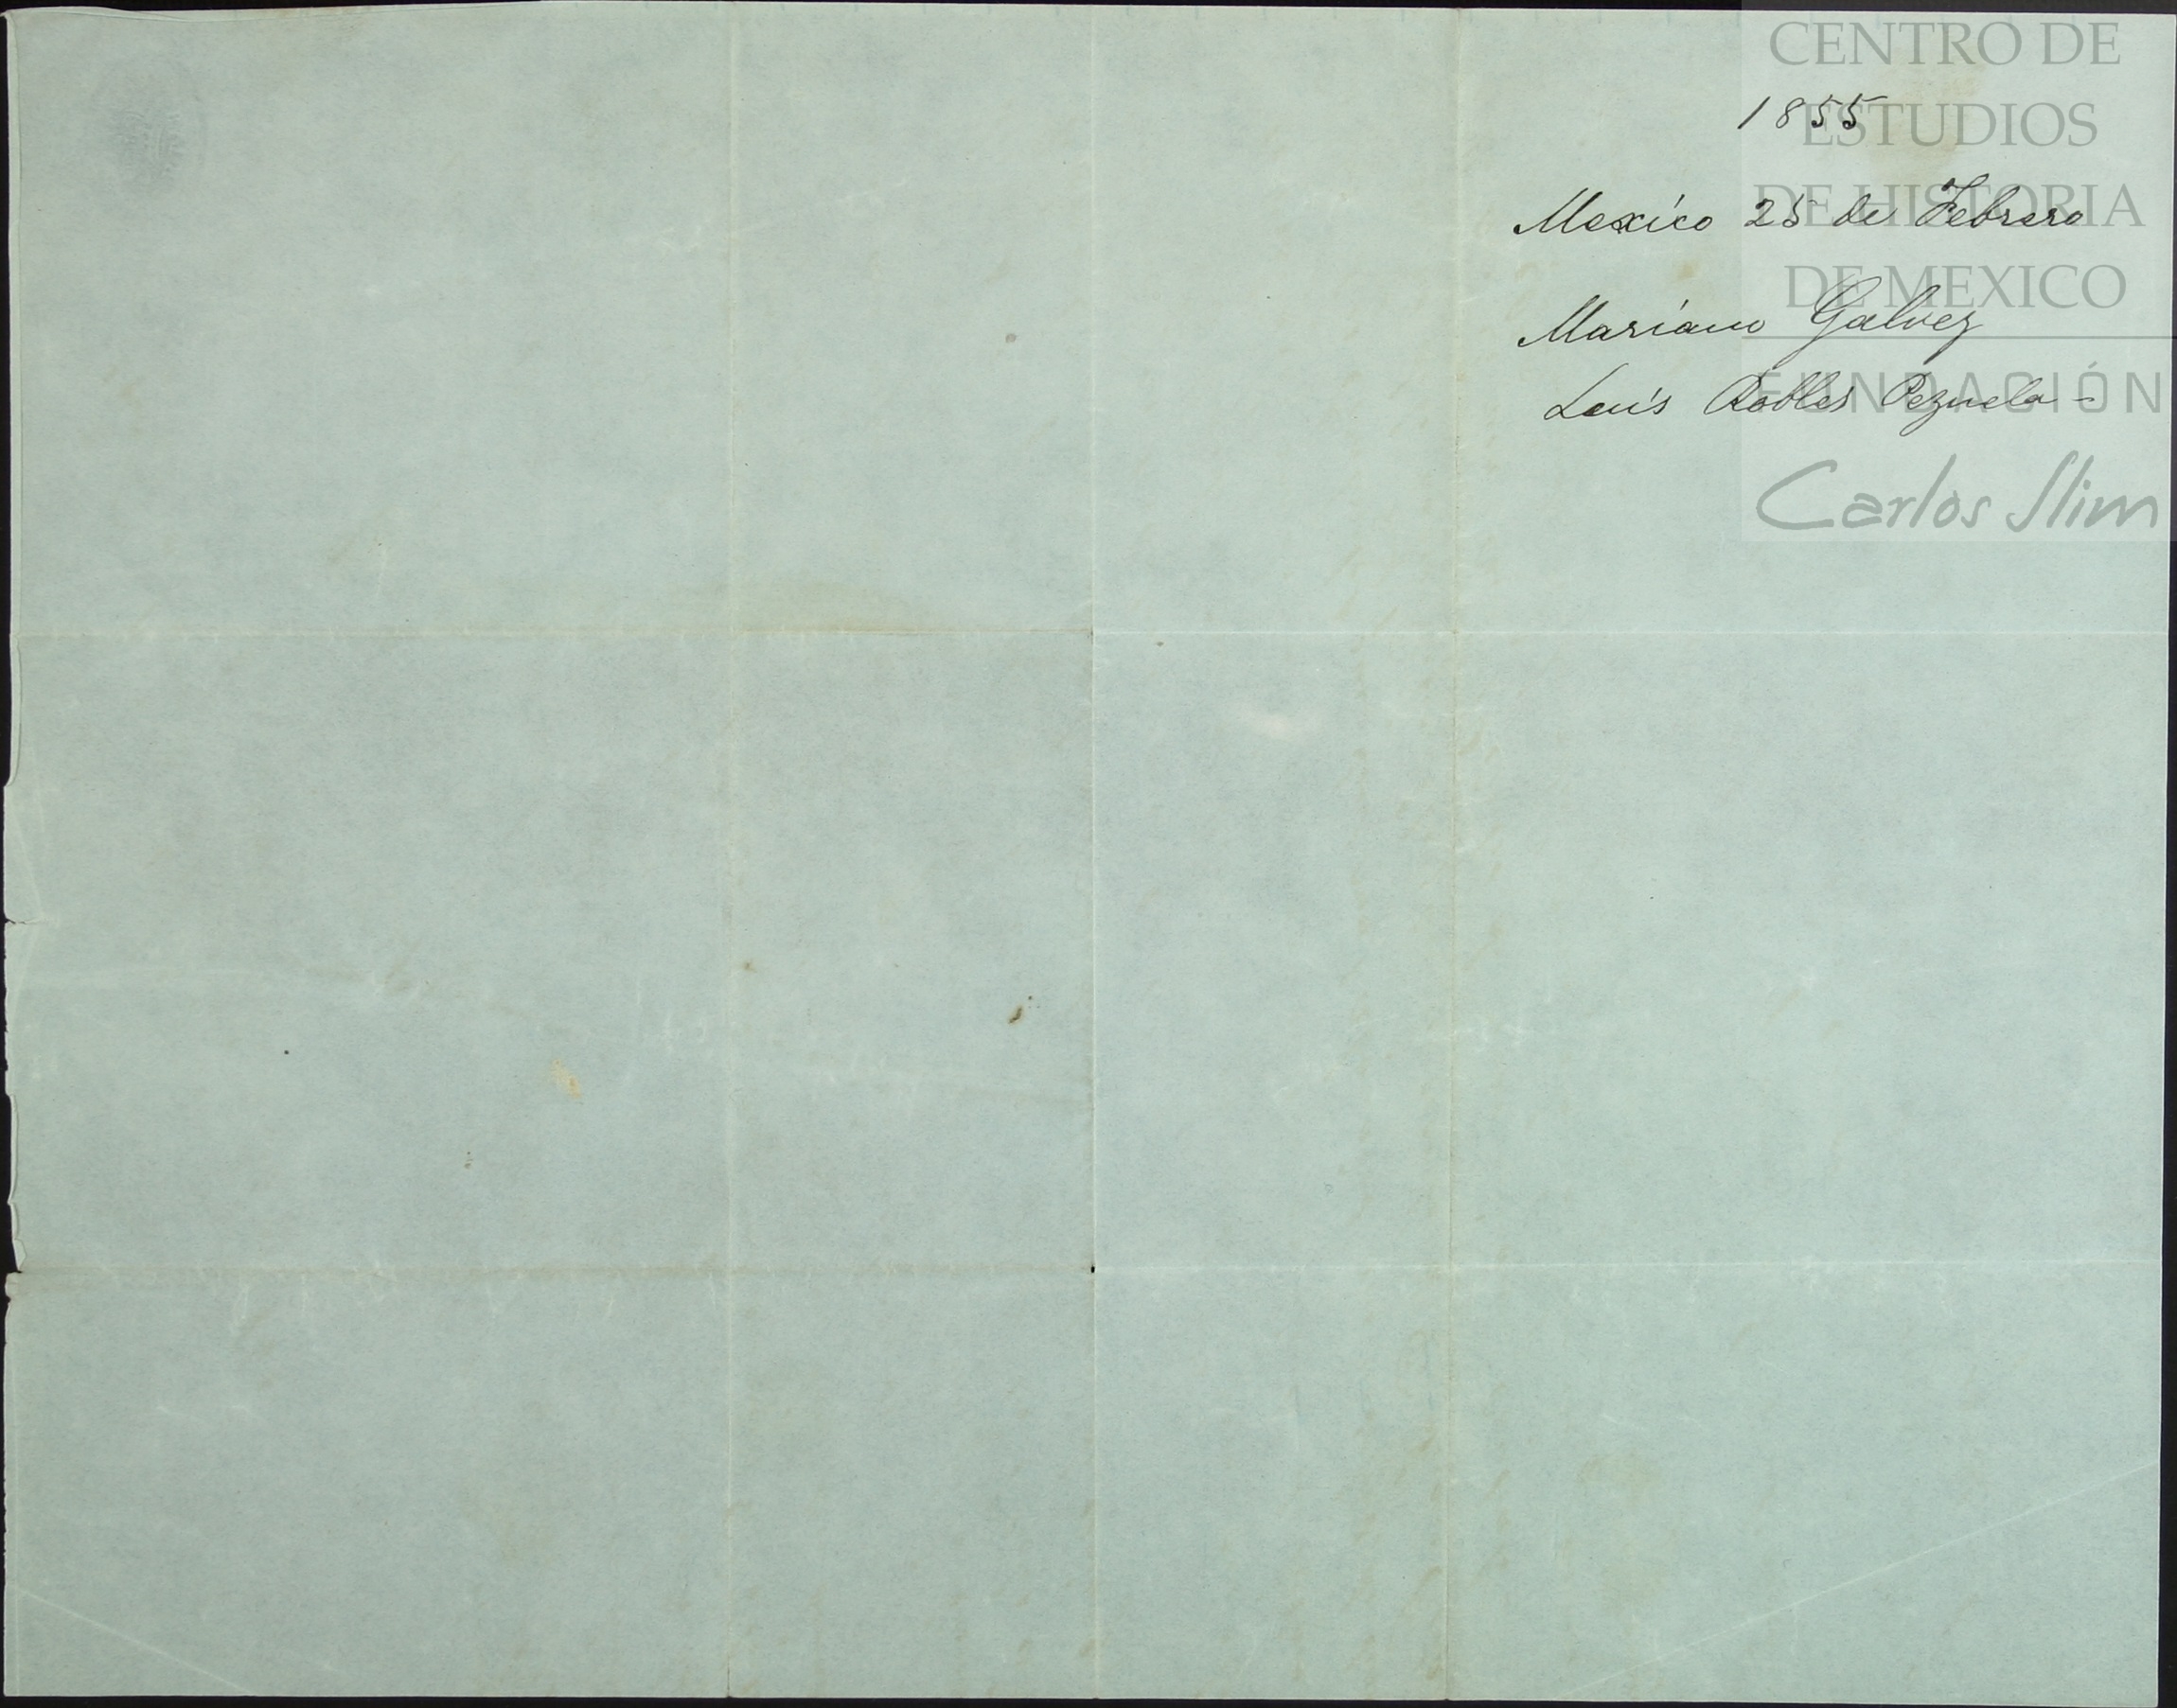 CENTRO DE
1855
ESTUDIOS
DE HISTORIA
Mexico 25 de Febrero
DE MEXICO
Mariano Galvez
FUNDACIÓN
Luis Robles Pezuela -
Carlos Slim